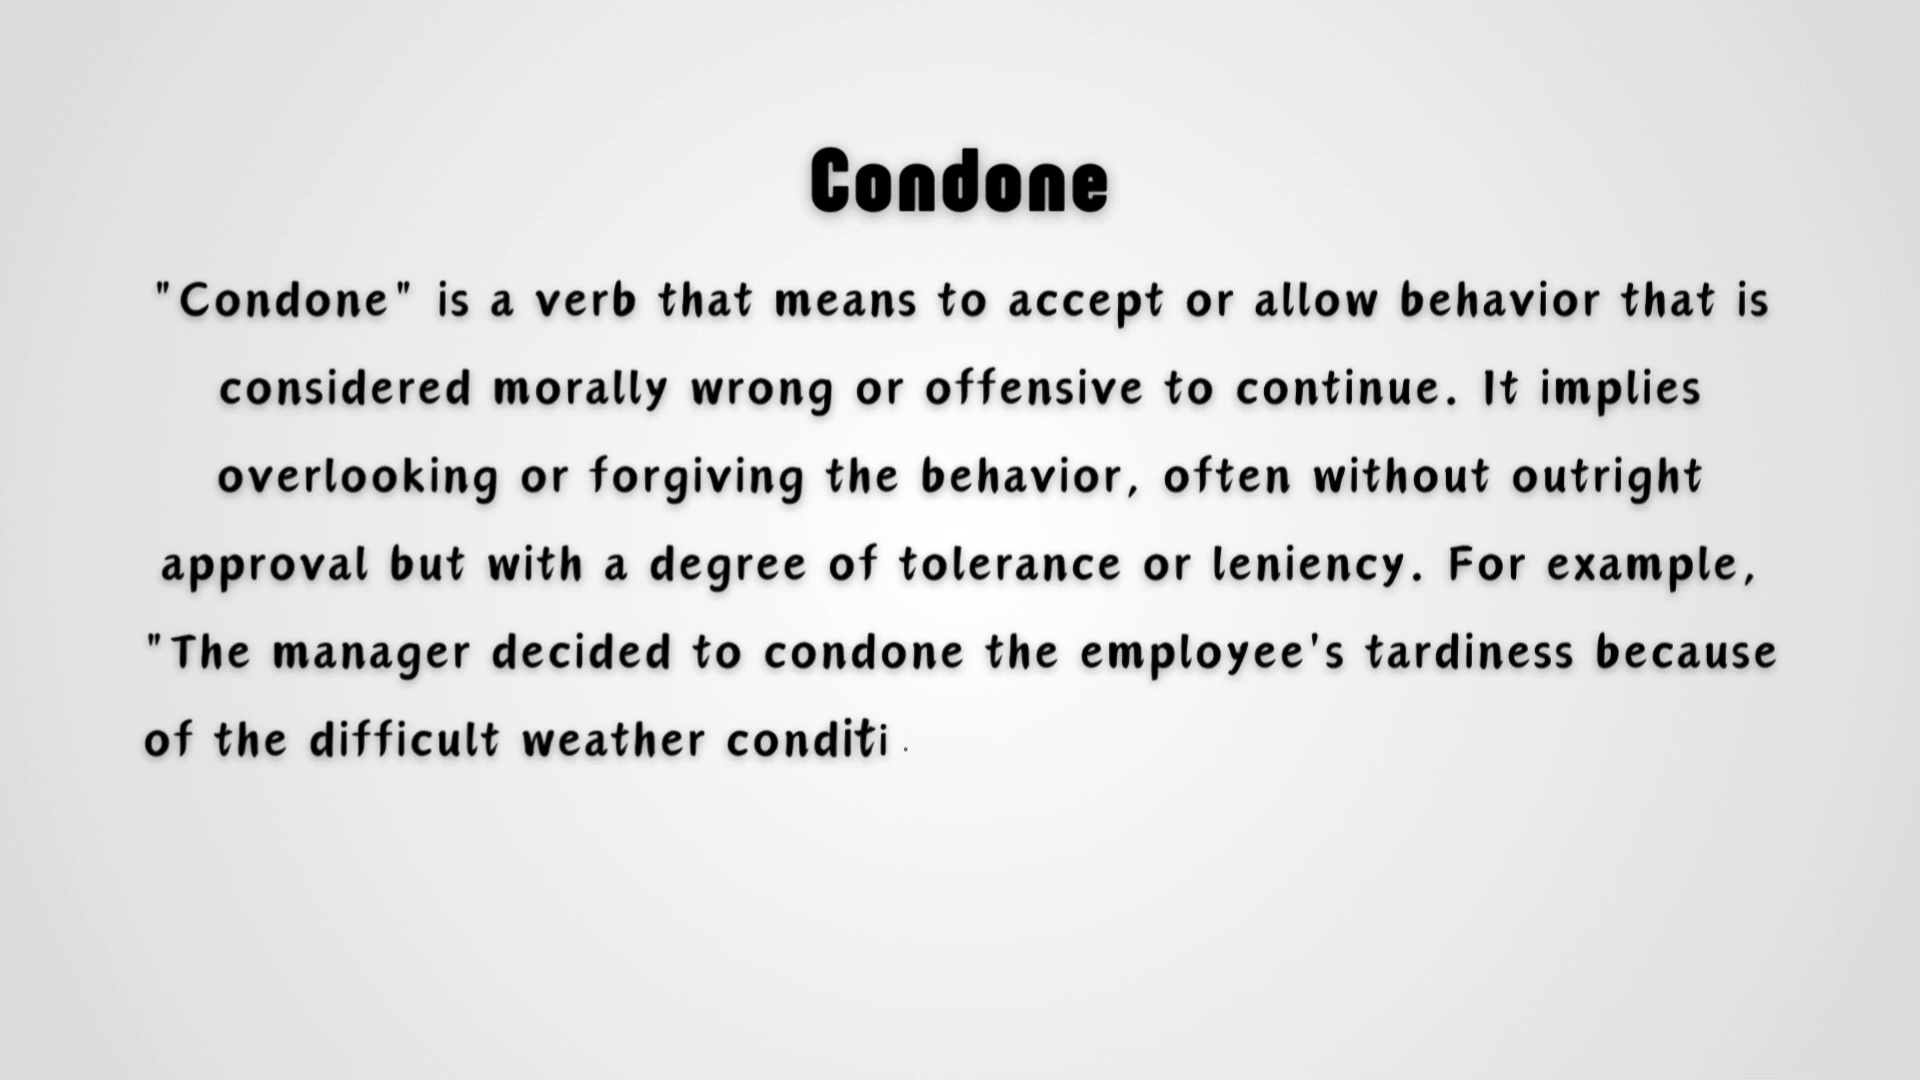 Condone
"Condone" is a verb that means to accept or allow behavior that is
considered morally wrong or offensive to continue. It implies
overlooking or forgiving the behavior, often without outright
approval but with a degree of tolerance or leniency. For example,
"The manager decided to condone the employee's tardiness because
of the difficult weather conditi